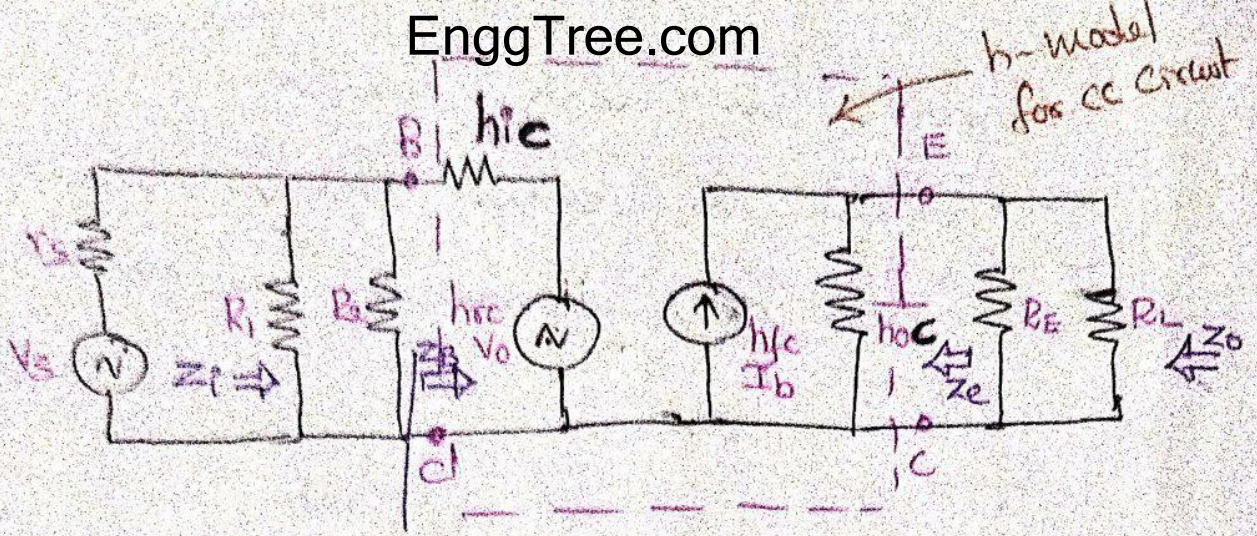 EnggTree.com
h-model
for CC Circuit
B
hic
E
rs
R1
R2
hrc
Vo
hfc
Ib
hoc
RE
RL
Zo
Vs
Zi
ZB
Ze
C
C